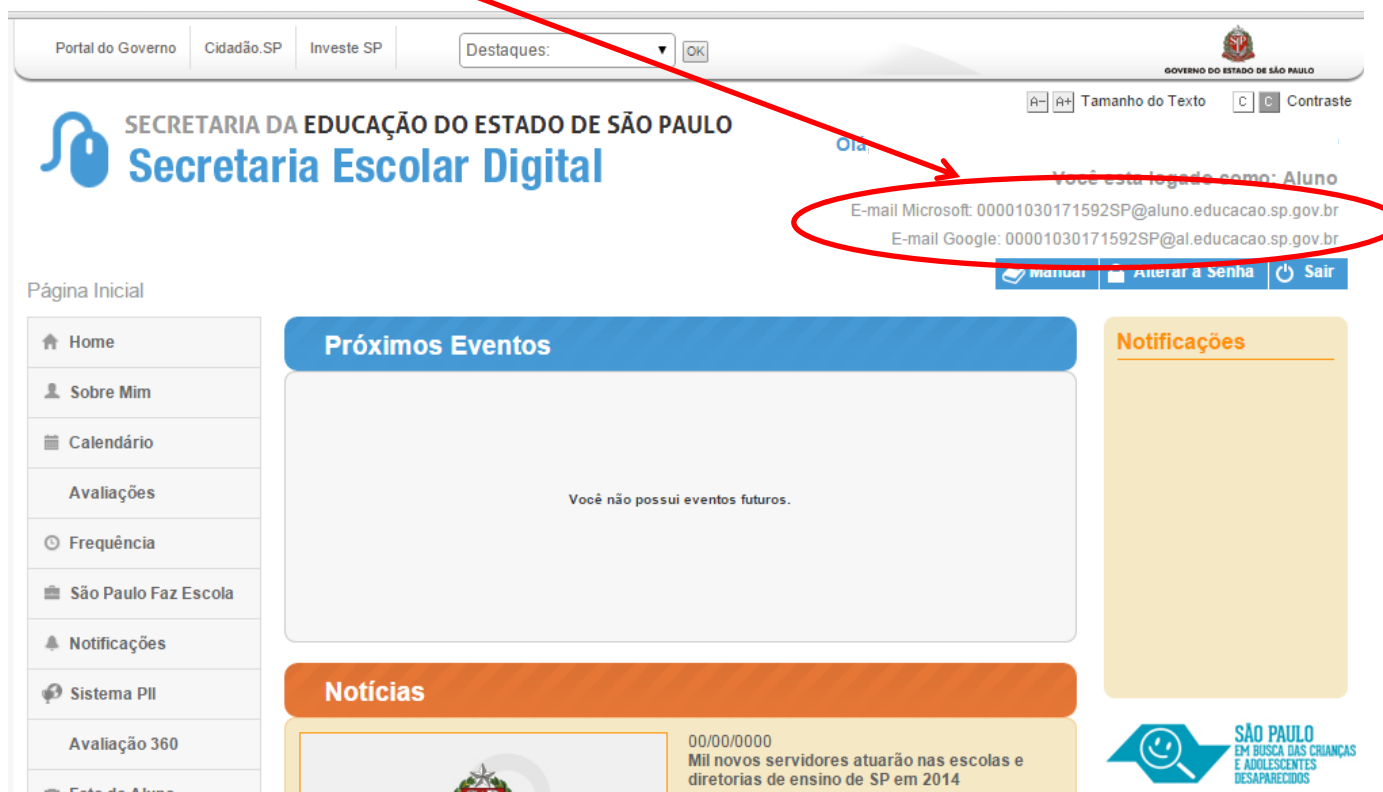 Portal do Governo Cidadão.SP Investe SP Destaques: OK
GOVERNO DO ESTADO DE SÃO PAULO
A- A+ Tamanho do Texto C C Contraste
SECRETARIA DA EDUCAÇÃO DO ESTADO DE SÃO PAULO
Secretaria Escolar Digital
Olá
Você esta logado como: Aluno
E-mail Microsoft: 00001030171592SP@aluno.educacao.sp.gov.br
E-mail Google: 00001030171592SP@al.educacao.sp.gov.br
Manual Alterar a Senha Sair
Página Inicial
Home
Sobre Mim
Calendário
Avaliações
Frequência
São Paulo Faz Escola
Notificações
Sistema PII
Avaliação 360
Próximos Eventos
Você não possui eventos futuros.
Notícias
00/00/0000
Mil novos servidores atuarão nas escolas e
diretorias de ensino de SP em 2014
Notificações
SÃO PAULO
EM BUSCA DAS CRIANÇAS
E ADOLESCENTES
DESAPARECIDOS